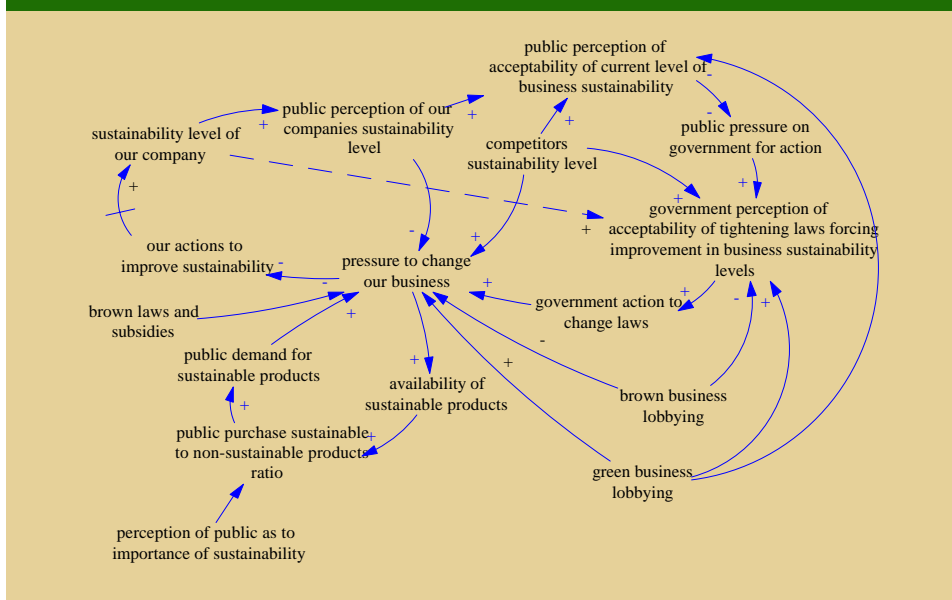 public perception of
acceptability of current level of
business sustainability
-
-
public perception of our
companies sustainability
level
+
+
sustainability level of
our company
+
competitors
sustainability level
+
+
public pressure on
government for action
+
+
government perception of
acceptability of tightening laws forcing
improvement in business sustainability
levels
+
our actions to
improve sustainability
-
-
pressure to change
our business
-
+
+
government action to
change laws
+
-
+
brown laws and
subsidies
-
+
public demand for
sustainable products
+
availability of
sustainable products
+
brown business
lobbying
+
public purchase sustainable
to non-sustainable products
ratio
+
green business
lobbying
perception of public as to
importance of sustainability